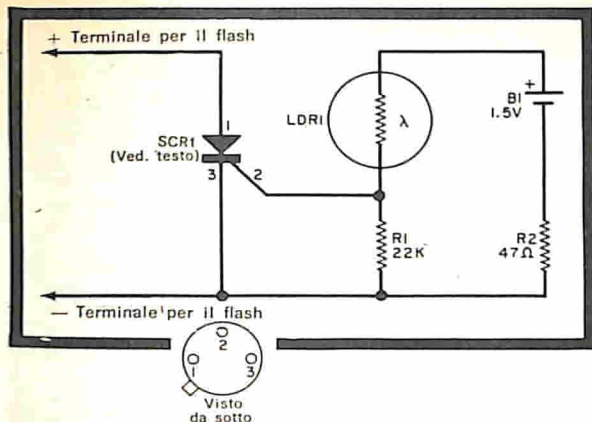 + Terminale per il flash
1
SCR1
(Ved. testo)
3
2
LDR1
λ
+
B1
1.5V
R1
22K
R2
47Ω
— Terminale per il flash
2
1
3
Visto
da sotto